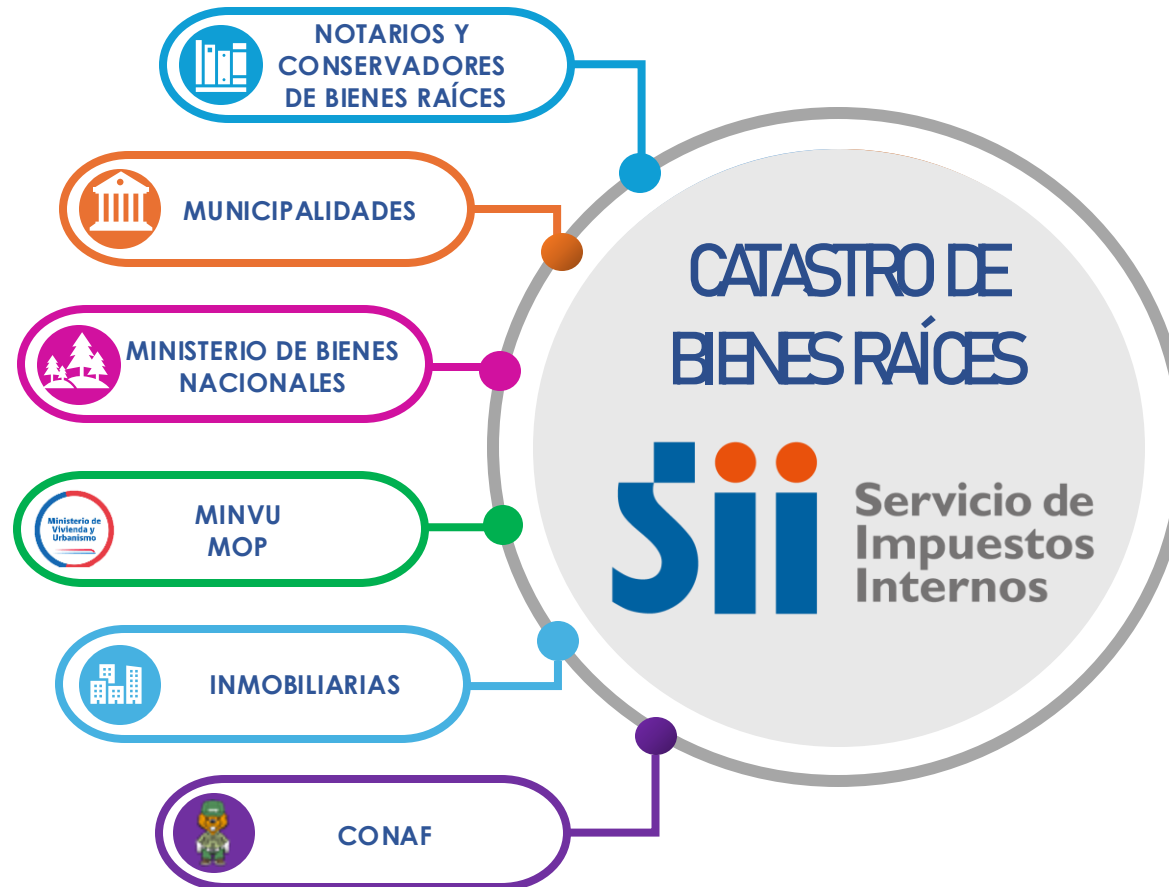 NOTARIOS Y
CONSERVADORES
DE BIENES RAÍCES
MUNICIPALIDADES
MINISTERIO DE BIENES
NACIONALES
Ministerio de
Vivienda y
Urbanismo
MINVU
MOP
INMOBILIARIAS
CONAF
CATASTRO DE
BIENES RAÍCES
Sii
Servicio de
Impuestos
Internos